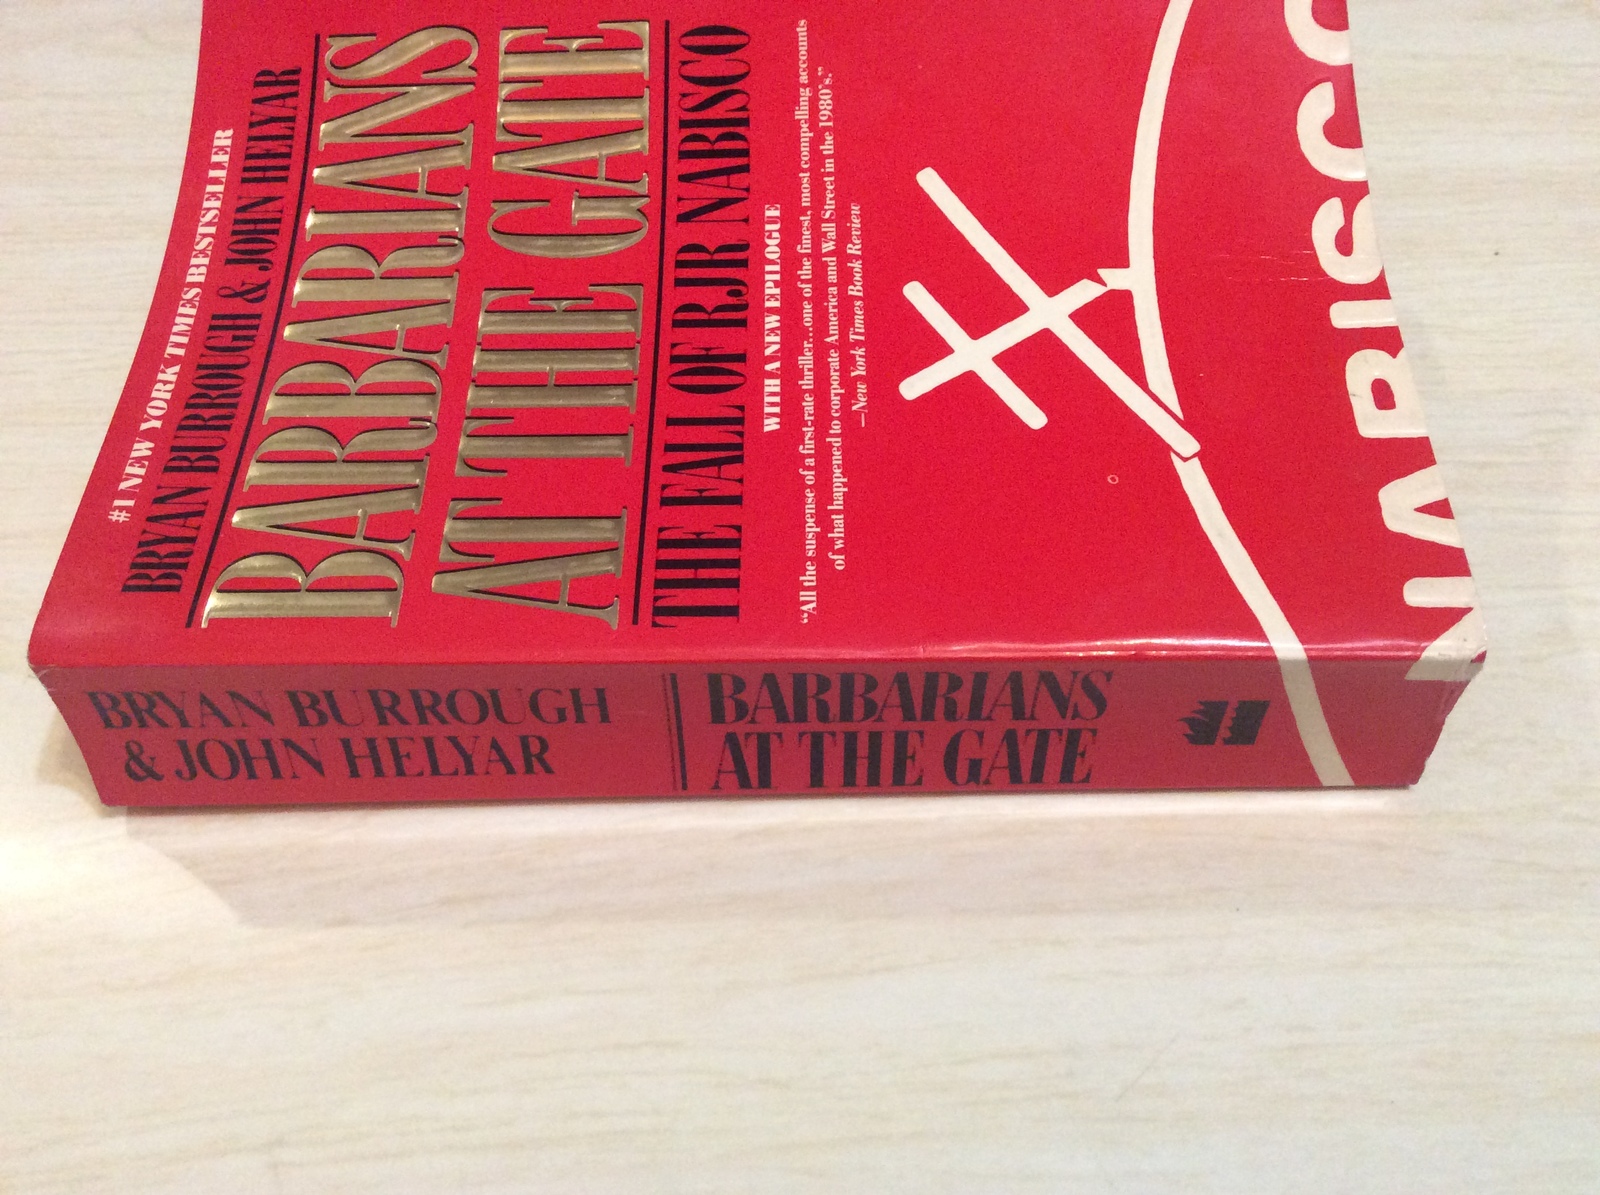 #1 NEW YORK TIMES BESTSELLER
BRYAN BURROUGH & JOHN HELYAR
BARBARIANS
AT THE GATE
THE FALL OF RJR NABISCO
WITH A NEW EPILOGUE
“All the suspense of a first-rate thriller...one of the finest, most compelling accounts
of what happened to corporate America and Wall Street in the 1980's.”
—New York Times Book Review
NABISCO
BRYAN BURROUGH
& JOHN HELYAR
BARBARIANS
AT THE GATE